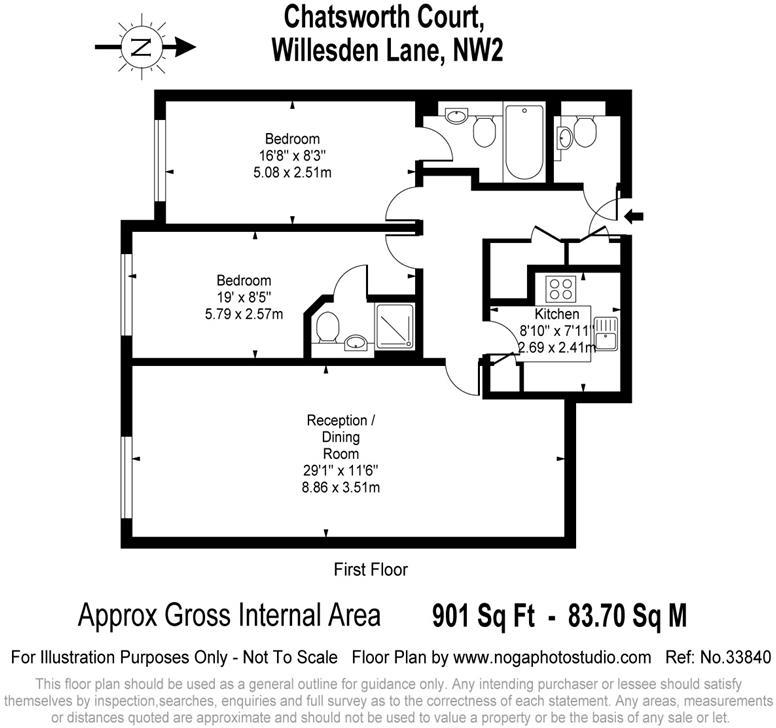 Chatsworth Court,
Willesden Lane, NW2
N
Bedroom
16'8" x 8'3"
5.08 x 2.51m
Bedroom
19' x 8'5"
5.79 x 2.57m
Kitchen
8'10" x 7'11"
2.69 x 2.41m
Reception /
Dining
Room
29'1" x 11'6"
8.86 x 3.51m
First Floor
Approx Gross Internal Area 901 Sq Ft - 83.70 Sq M
For Illustration Purposes Only - Not To Scale Floor Plan by www.nogaphotostudio.com Ref: No.33840
This floor plan should be used as a general outline for guidance only. Any intending purchaser or lessee should satisfy
themselves by inspection,searches, enquiries and full survey as to the correctness of each statement. Any areas, measurements
or distances quoted are approximate and should not be used to value a property or be the basis of any sale or let.